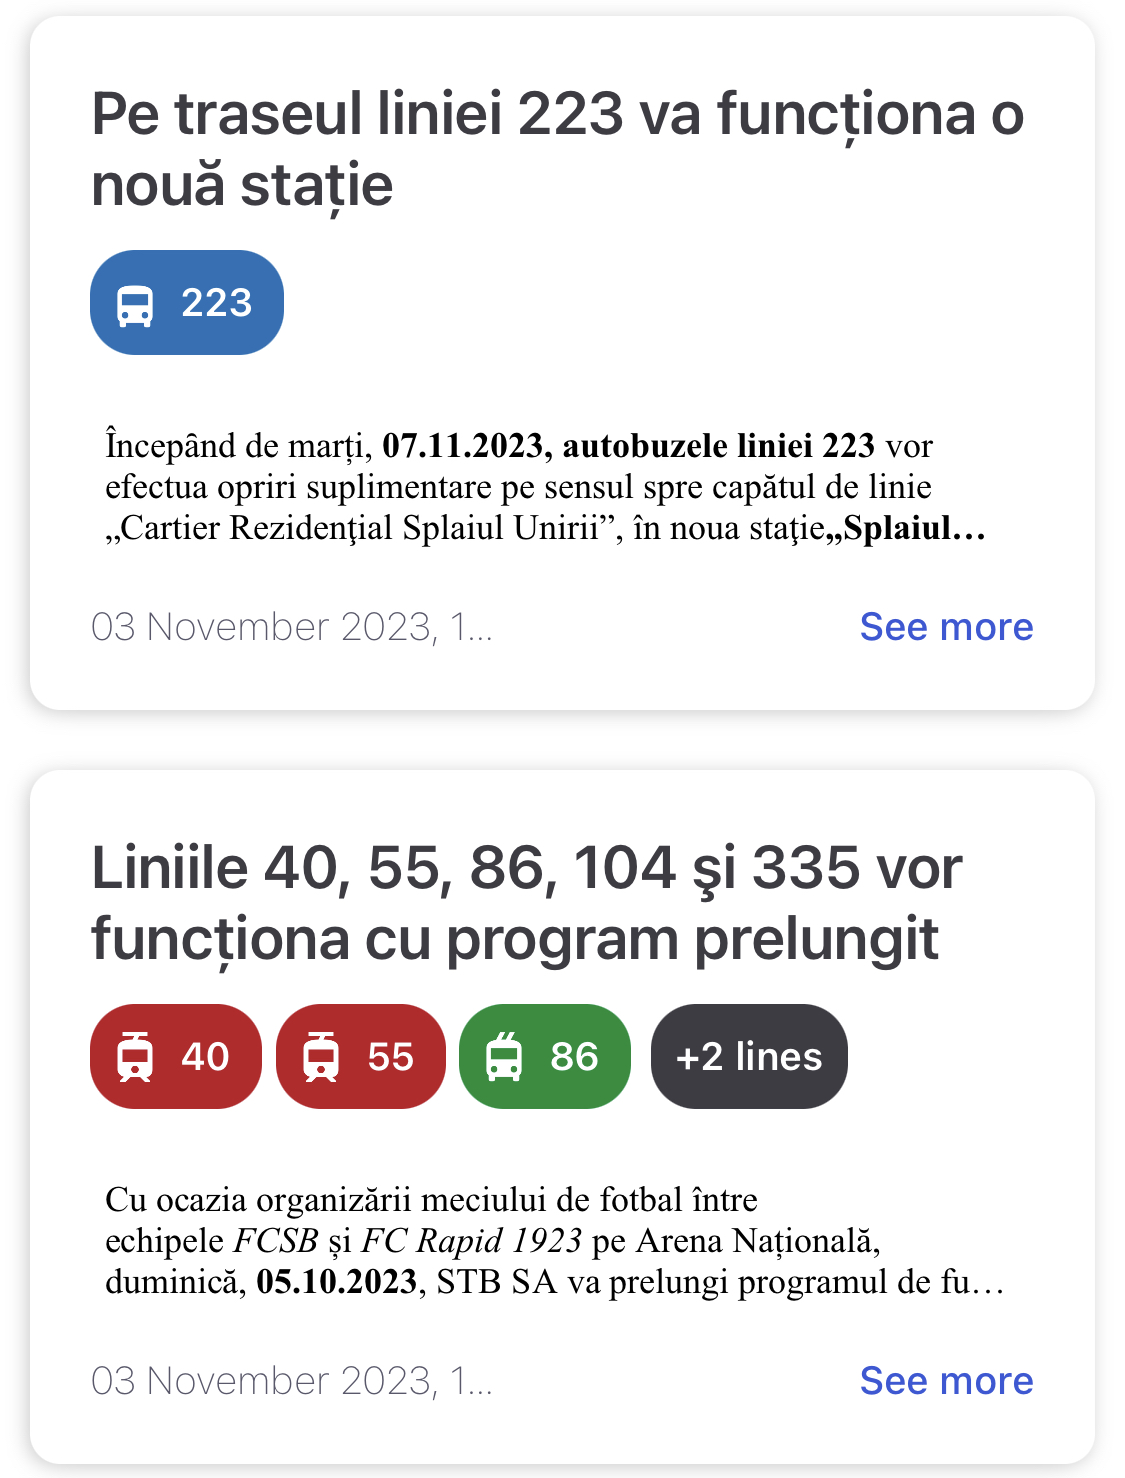 Pe traseul liniei 223 va funcționa o
nouă stație
223
Începând de marți, 07.11.2023, autobuzele liniei 223 vor
efectua opriri suplimentare pe sensul spre capătul de linie
„Cartier Rezidenţial Splaiul Unirii”, în noua staţie„Splaiul...
03 November 2023, 1...
See more
Liniile 40, 55, 86, 104 şi 335 vor
funcționa cu program prelungit
40 55 86 +2 lines
Cu ocazia organizării meciului de fotbal între
echipele FCSB și FC Rapid 1923 pe Arena Națională,
duminică, 05.10.2023, STB SA va prelungi programul de fu...
03 November 2023, 1...
See more